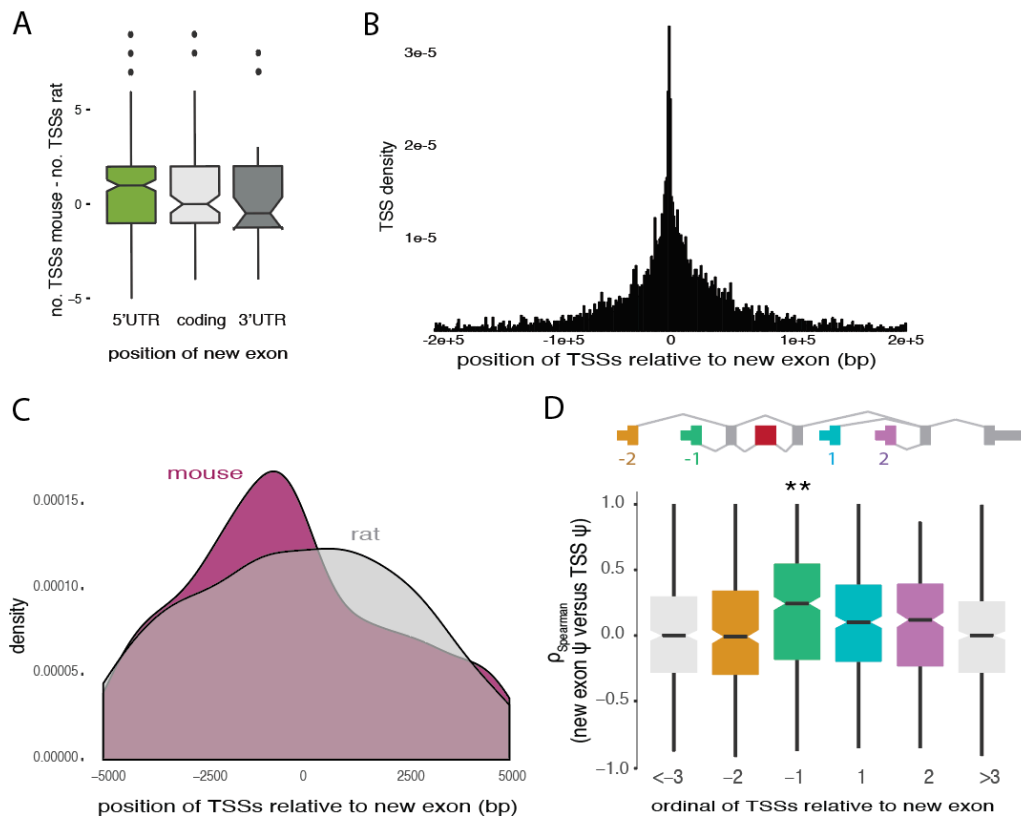 A
no. TSSs mouse - no. TSSs rat
5
0
−5
5'UTR coding 3'UTR
position of new exon
B
TSS density
3e-5
2e-5
1e-5
-2e+5 -1e+5 0 1e+5 2e+5
position of TSSs relative to new exon (bp)
C
mouse
rat
density
0.00015
0.00010
0.00005
0.00000
−5000 −2500 0 2500 5000
position of TSSs relative to new exon (bp)
D
-2 -1 1 2
**
ρSpearman
(new exon ψ versus TSS ψ)
1.0
0.5
0.0
−0.5
−1.0
<−3 −2 −1 1 2 >3
ordinal of TSSs relative to new exon